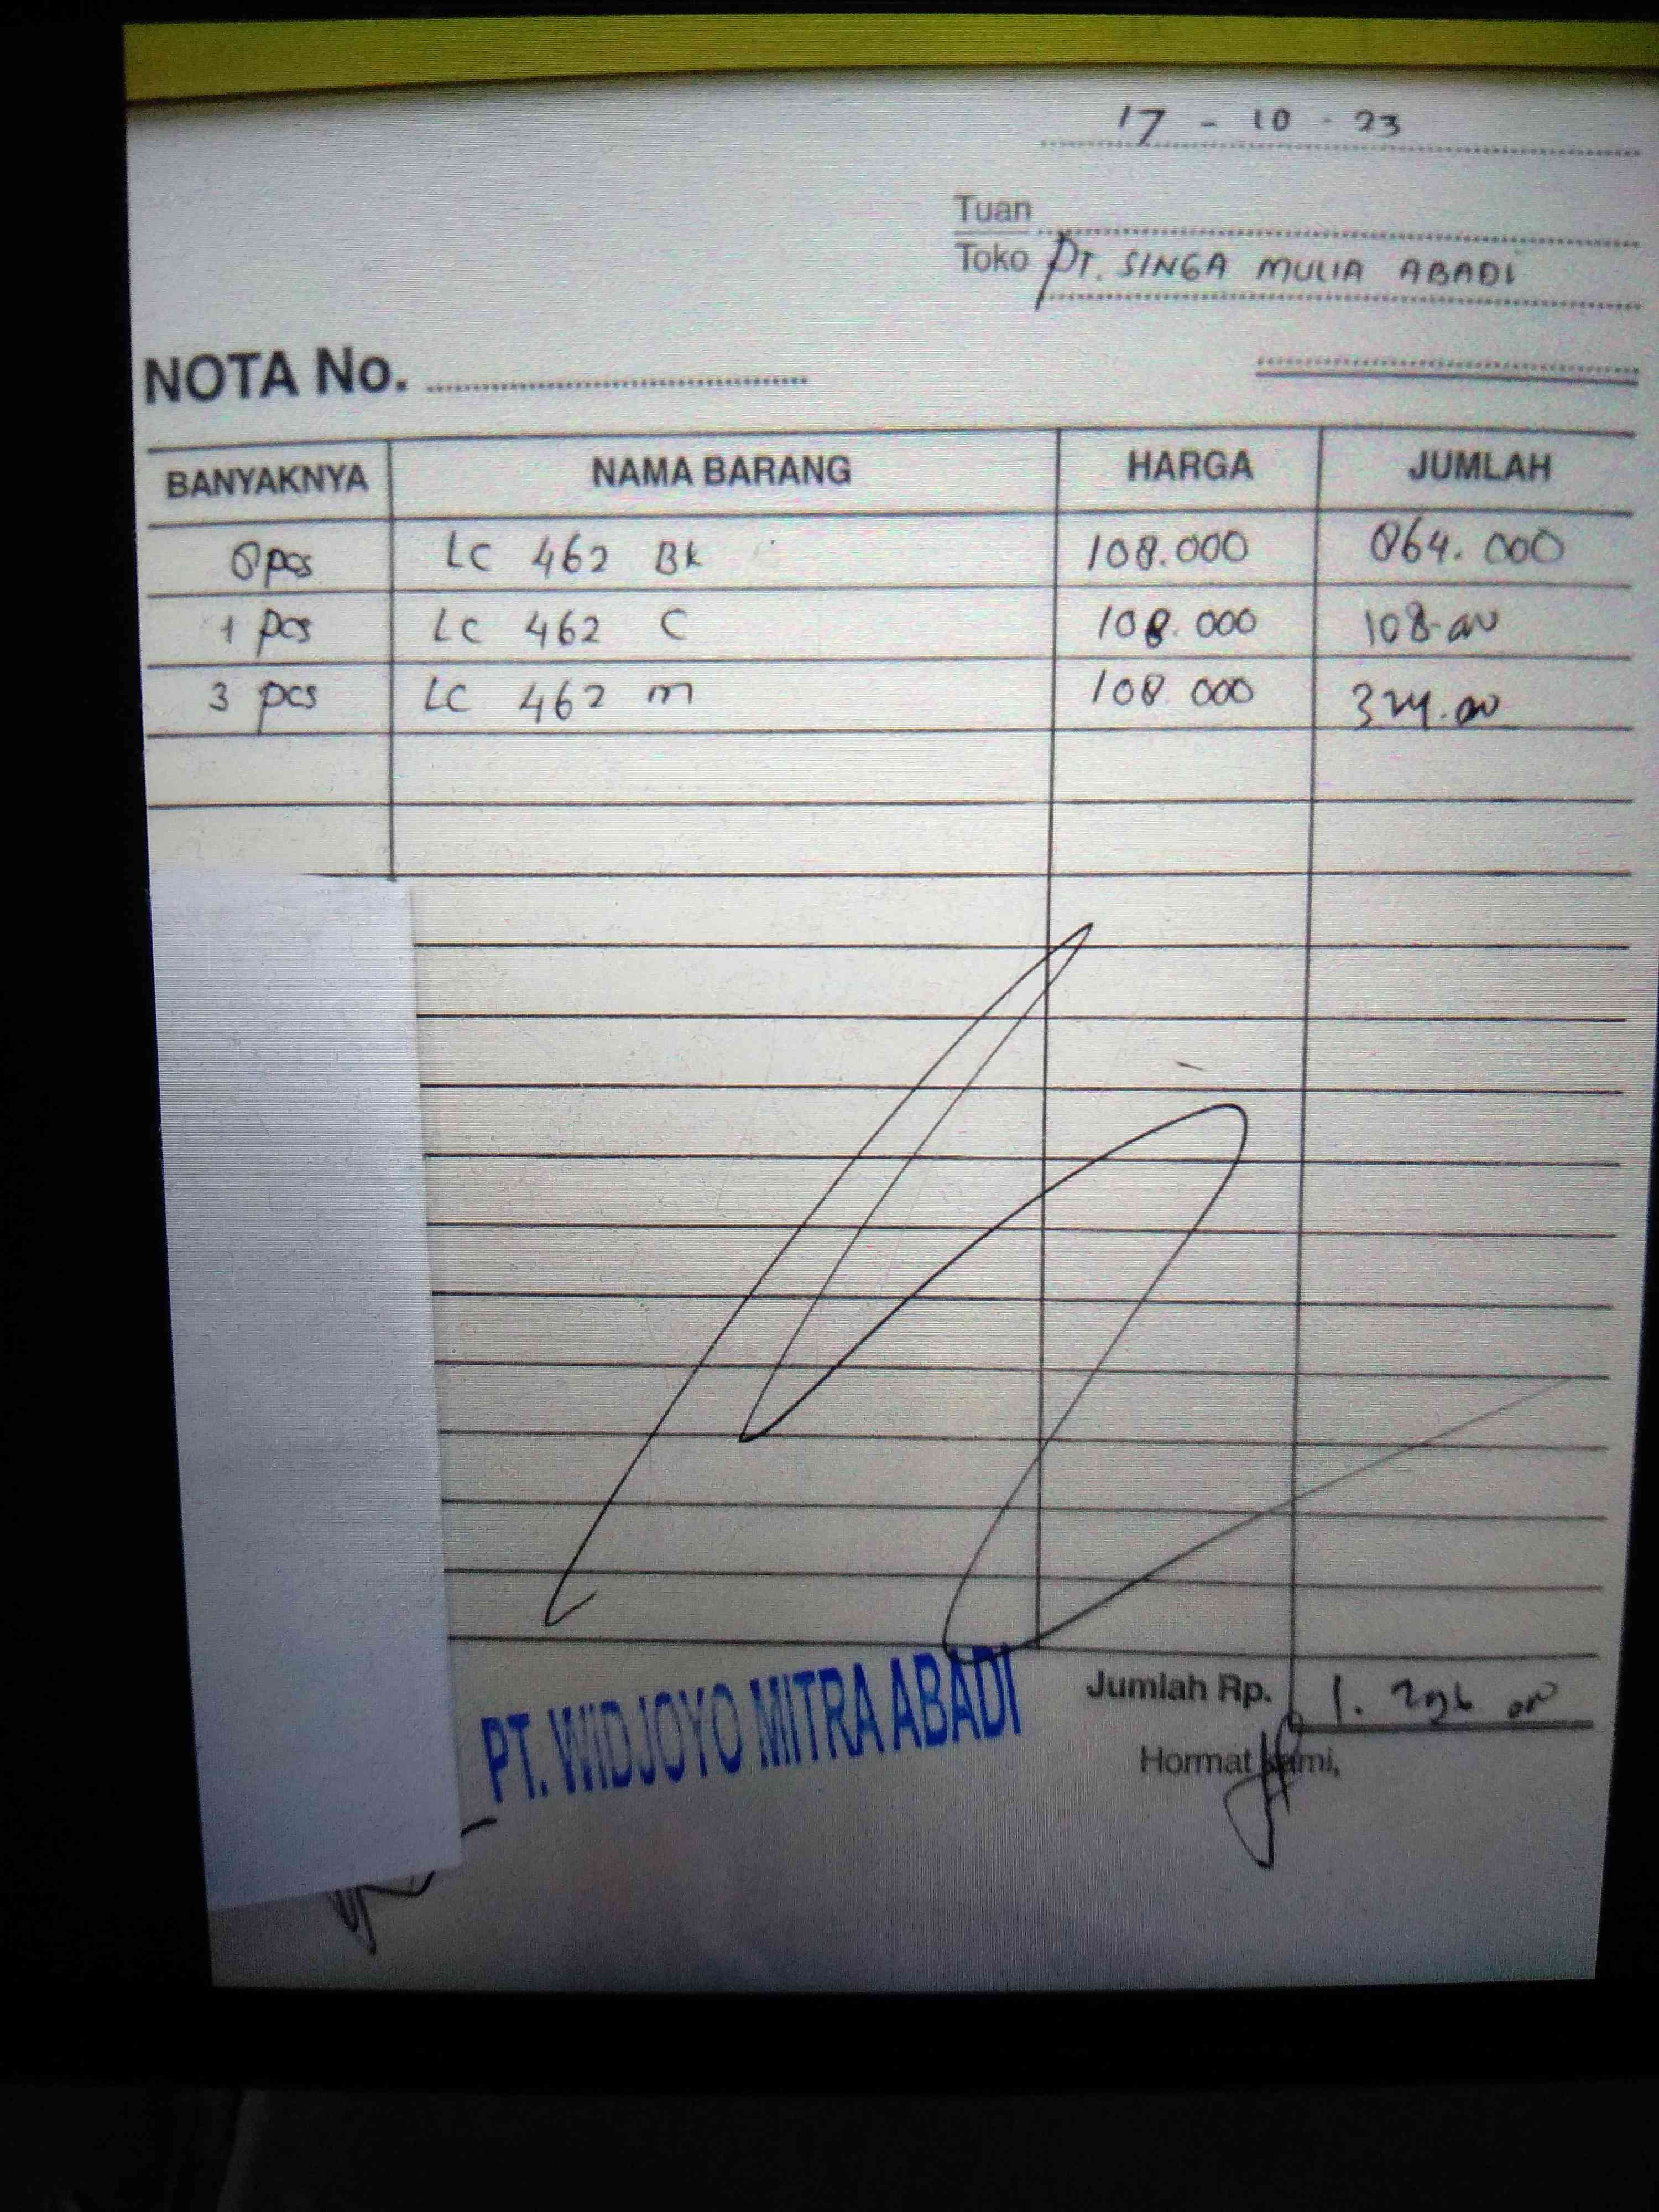 17 - 10 - 23
Tuan
Toko PT. SINGA MULIA ABADI
NOTA No.
BANYAKNYA NAMA BARANG HARGA JUMLAH
8 pcs LC 462 BK 108.000 864.000
1 pcs LC 462 C 108.000 108.000
3 pcs LC 462 M 108.000 324.000
Jumlah Rp. 1.296.000
PT. WIDJOYO MITRA ABADI
Hormat kami,